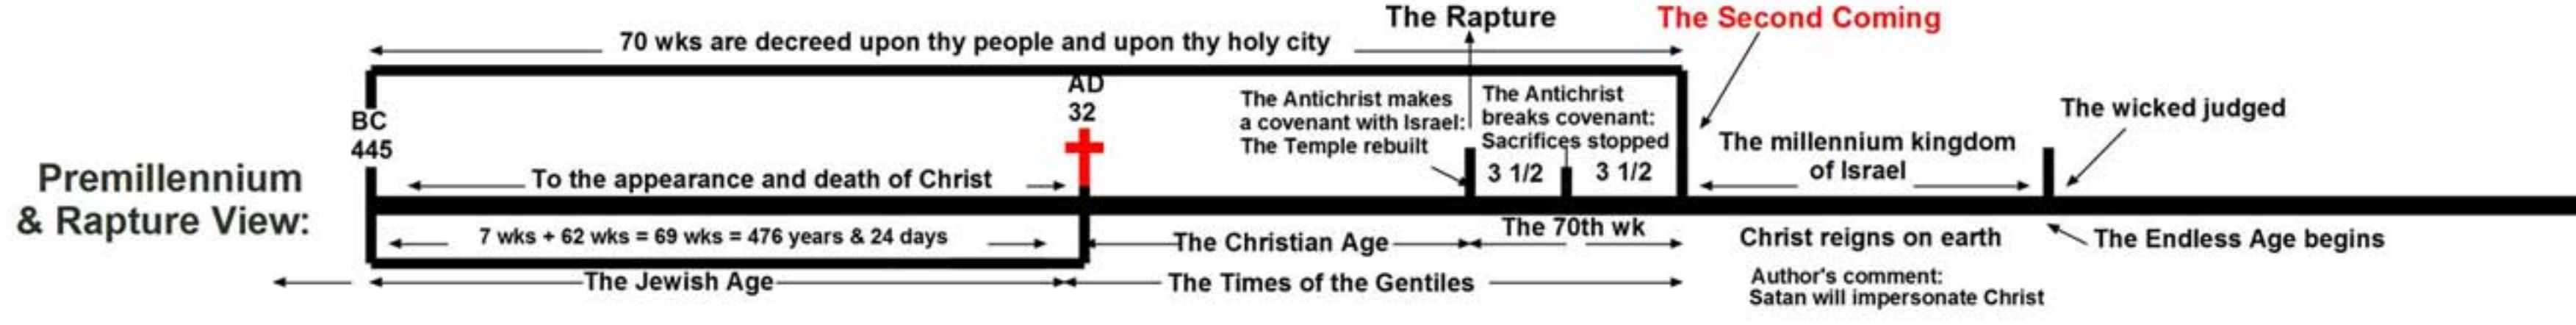 The Rapture
The Second Coming
70 wks are decreed upon thy people and upon thy holy city
AD
32
BC
445
The Antichrist makes
a covenant with Israel:
The Temple rebuilt
The Antichrist
breaks covenant:
Sacrifices stopped
3 1/2
3 1/2
The wicked judged
The millennium kingdom
of Israel
Premillennium
& Rapture View:
To the appearance and death of Christ
7 wks + 62 wks = 69 wks = 476 years & 24 days
The Christian Age
The 70th wk
Christ reigns on earth
The Endless Age begins
The Jewish Age
The Times of the Gentiles
Author's comment:
Satan will impersonate Christ